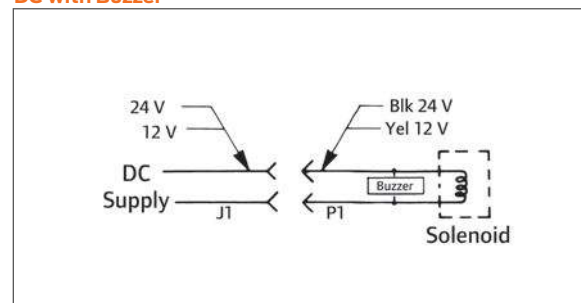 DC with Buzzer
24 V
12 V
Blk 24 V
Yel 12 V
DC
Supply
J1
P1
Buzzer
Solenoid